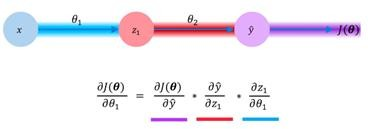 x θ₁ z₁ θ₂ ŷ J(θ)
∂J(θ)/∂θ₁ = ∂J(θ)/∂ŷ * ∂ŷ/∂z₁ * ∂z₁/∂θ₁